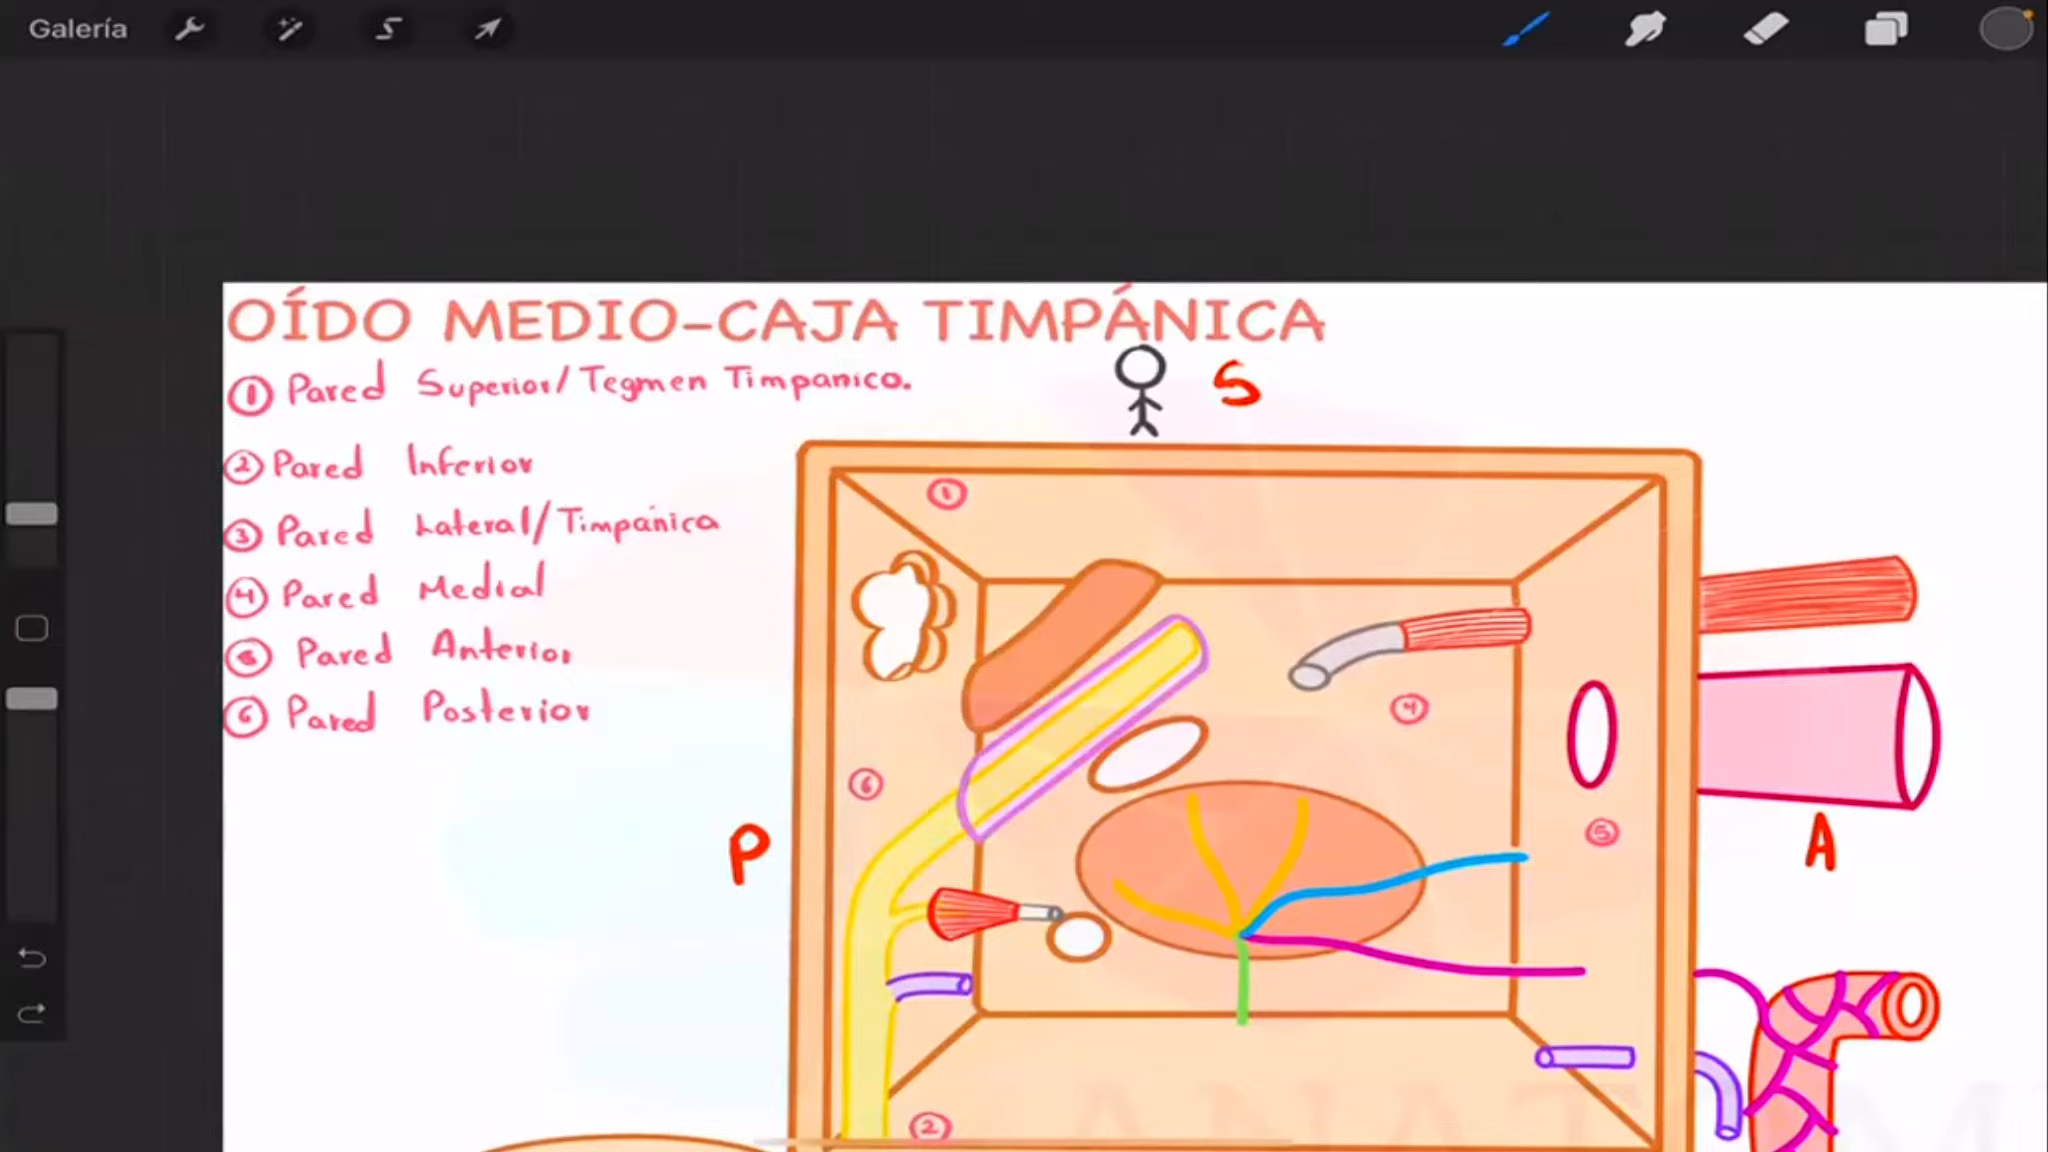 Galería
OÍDO MEDIO-CAJA TIMPÁNICA
① Pared Superior/Tegmen Timpanico.
② Pared Inferior
③ Pared Lateral/Timpánica
④ Pared Medial
⑤ Pared Anterior
⑥ Pared Posterior
S
①
④
⑥
⑤
P
A
②